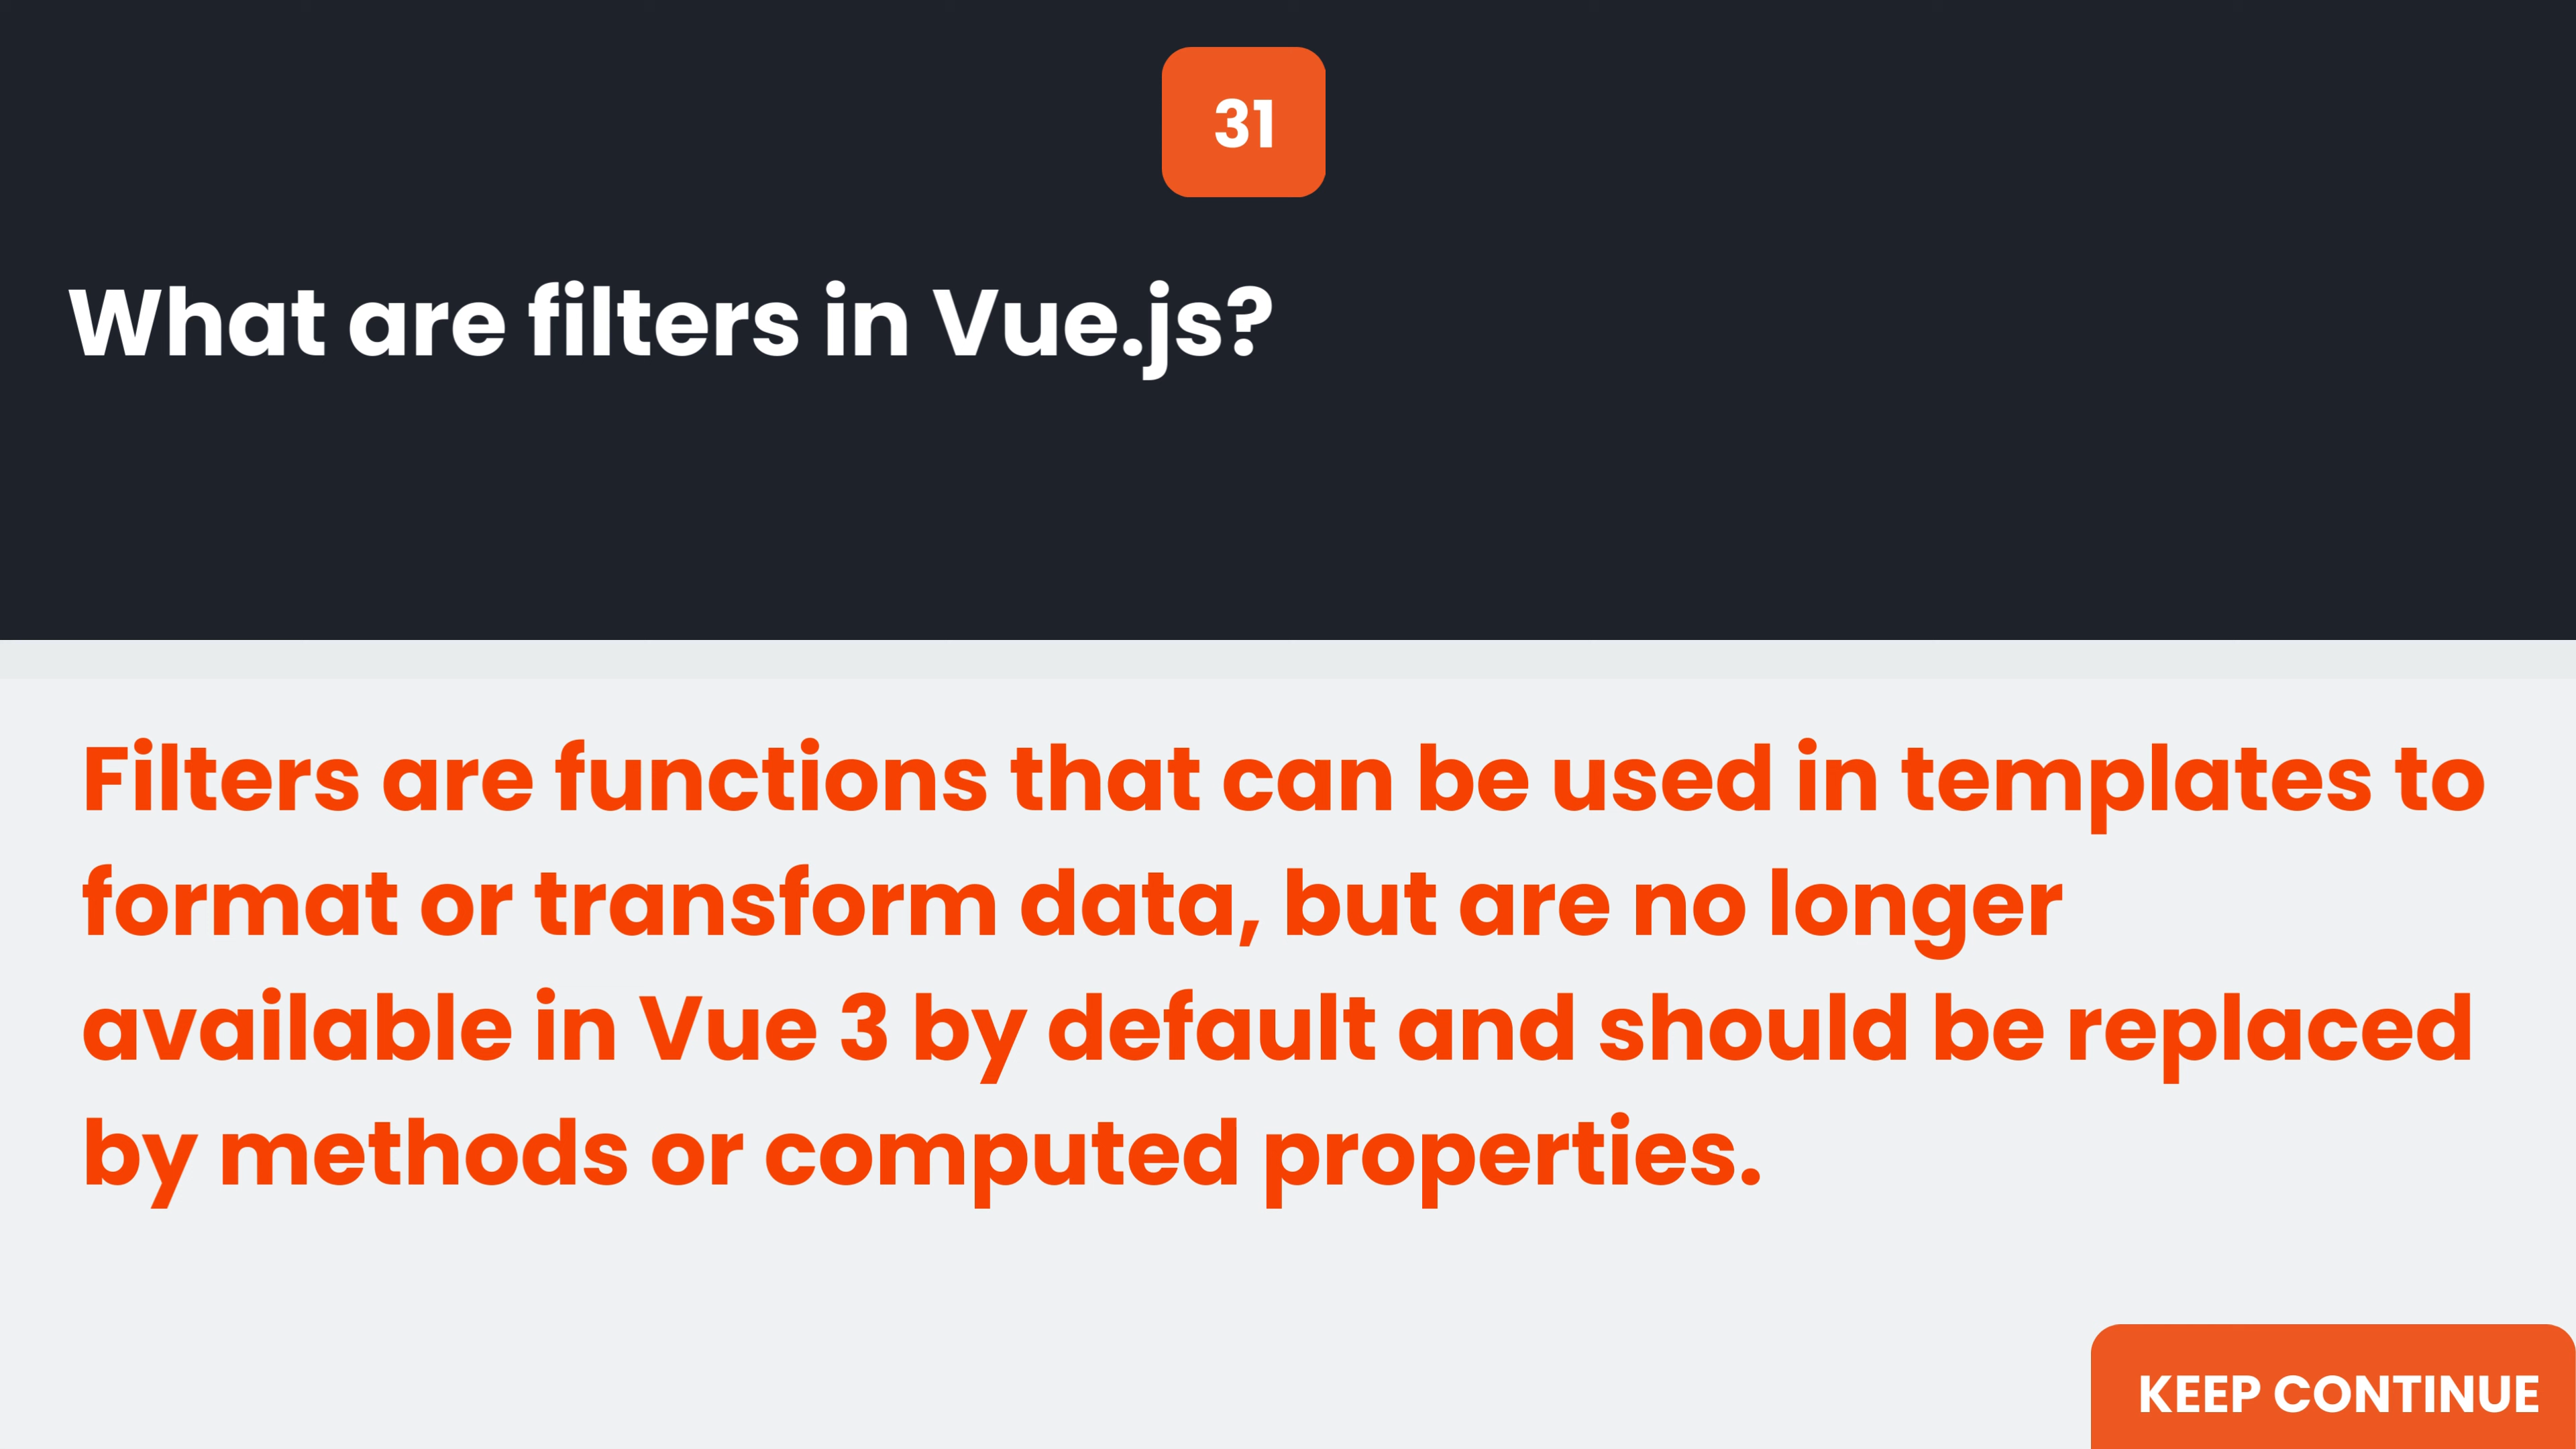 31
What are filters in Vue.js?
Filters are functions that can be used in templates to
format or transform data, but are no longer
available in Vue 3 by default and should be replaced
by methods or computed properties.
KEEP CONTINUE